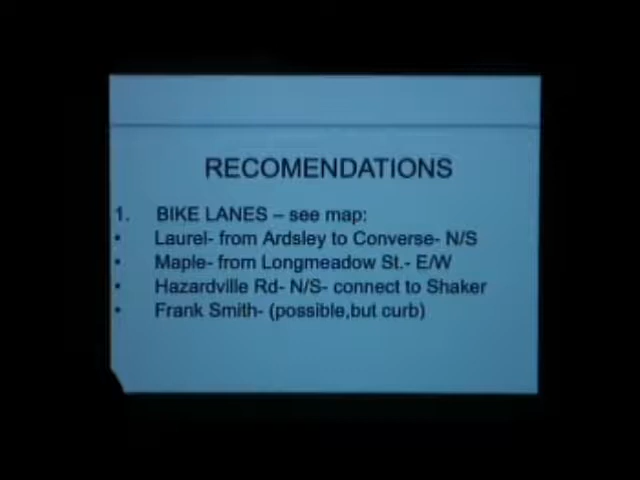 RECOMENDATIONS
1. BIKE LANES – see map:
• Laurel- from Ardsley to Converse- N/S
• Maple- from Longmeadow St.- E/W
• Hazardville Rd- N/S- connect to Shaker
• Frank Smith- (possible,but curb)